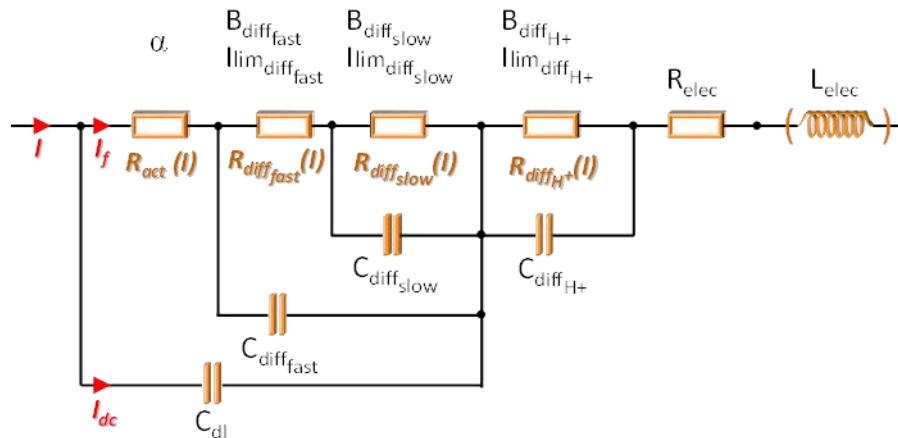 α
B_diff_fast
Ilim_diff_fast
B_diff_slow
Ilim_diff_slow
B_diff_H+
Ilim_diff_H+
R_elec
L_elec
I
I_f
R_act (I)
R_diff_fast(I)
R_diff_slow(I)
R_diff_H+(I)
C_diff_slow
C_diff_H+
C_diff_fast
I_dc
C_dl